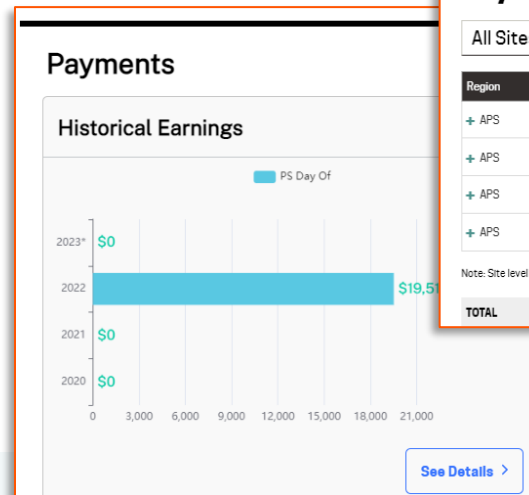 Payments
Historical Earnings
PS Day Of
2023* $0
2022
2021 $0
2020 $0
0 3,000 6,000 9,000 12,000 15,000 18,000 21,000
See Details >
All Site
Region
+ APS
+ APS
+ APS
+ APS
Note: Site level
TOTAL